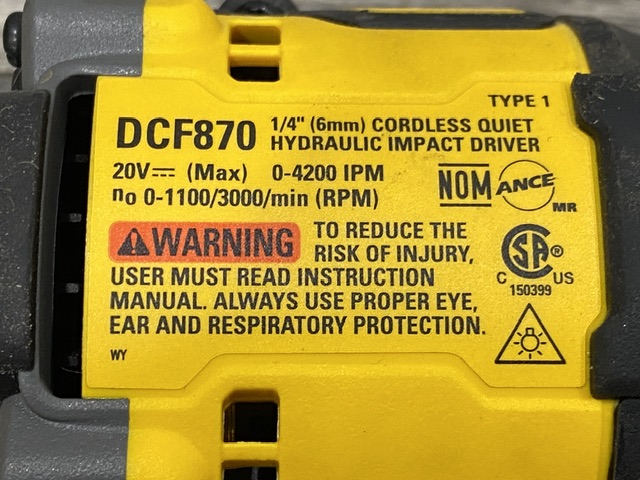 TYPE 1
DCF870 1/4" (6mm) CORDLESS QUIET
HYDRAULIC IMPACT DRIVER
20V⎓ (Max) 0-4200 IPM
no 0-1100/3000/min (RPM)
NOM ANCE MR
WARNING TO REDUCE THE
RISK OF INJURY,
USER MUST READ INSTRUCTION
MANUAL. ALWAYS USE PROPER EYE,
EAR AND RESPIRATORY PROTECTION.
SA ®
C US
150399
WY